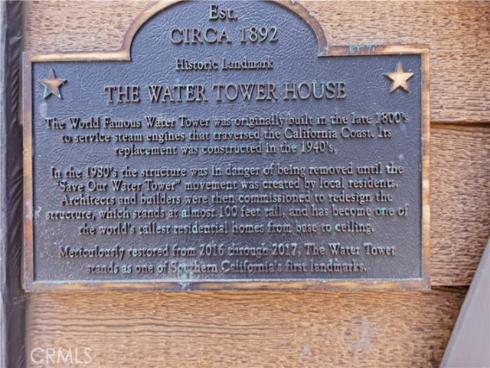 Est.
CIRCA 1892
Historic Landmark
THE WATER TOWER HOUSE
The World Famous Water Tower was originally built in the late 1800's
to service steam engines that traversed the California Coast. Its
replacement was constructed in the 1940's.
In the 1980's the structure was in danger of being removed until the
"Save Our Water Tower" movement was created by local residents.
Architects and builders were then commissioned to redesign the
structure, which stands at almost 100 feet tall, and has become one of
the world's tallest residential homes from base to ceiling.
Meticulously restored from 2016 through 2017, The Water Tower
stands as one of Southern California's first landmarks.
CRMLS